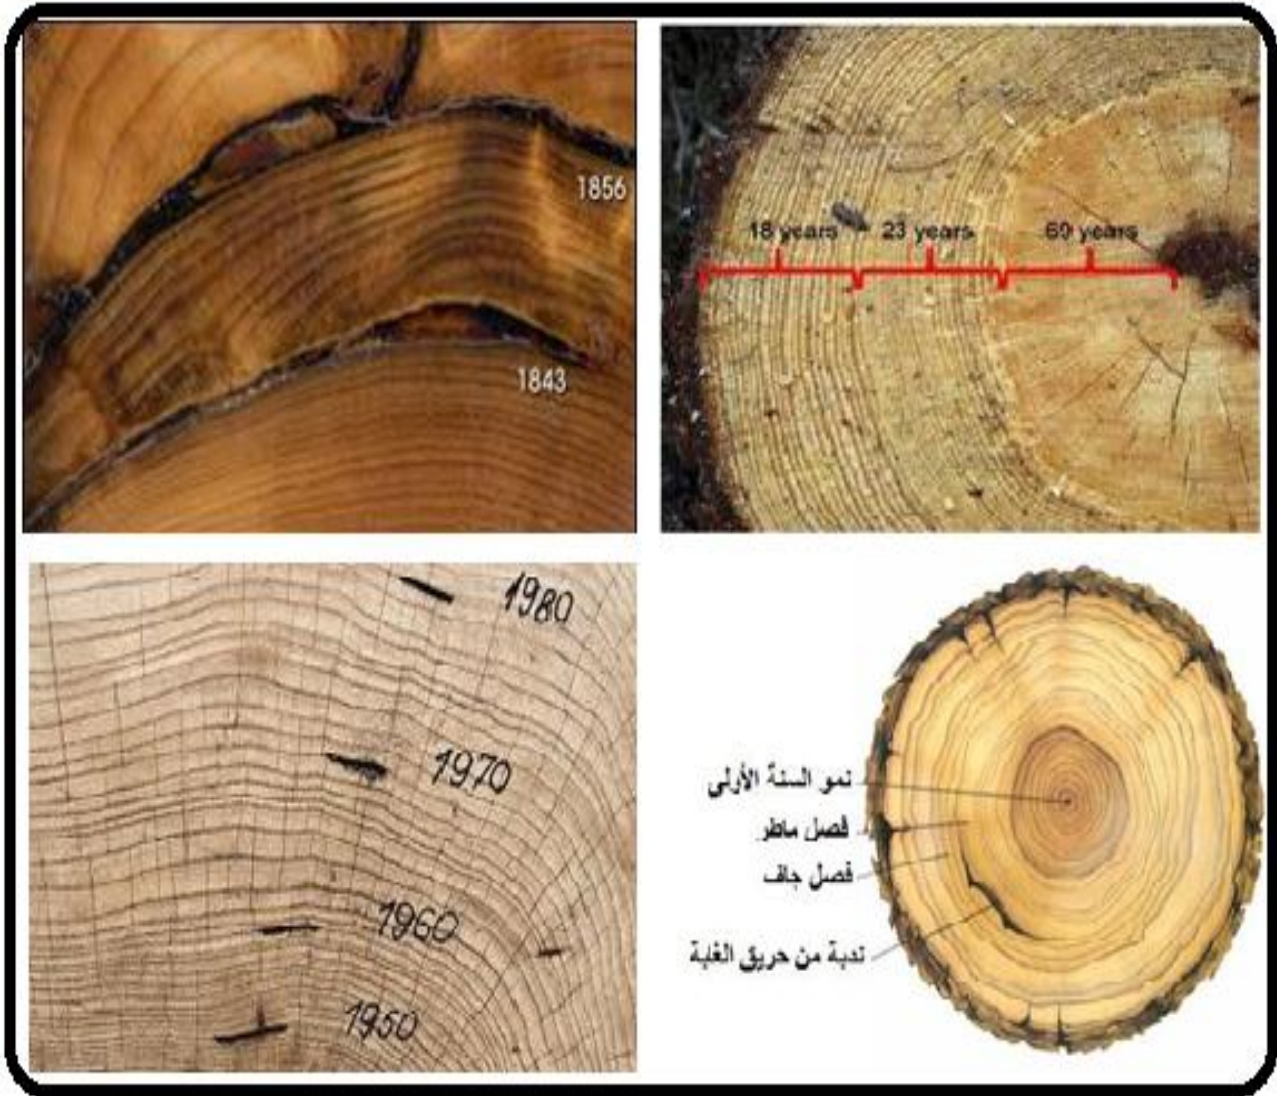 1856
1843
18 years
23 years
60 years
1980
1970
1960
1950
نمو السنة الأولى
فصل ماطر
فصل جاف
ندبة من حريق الغابة